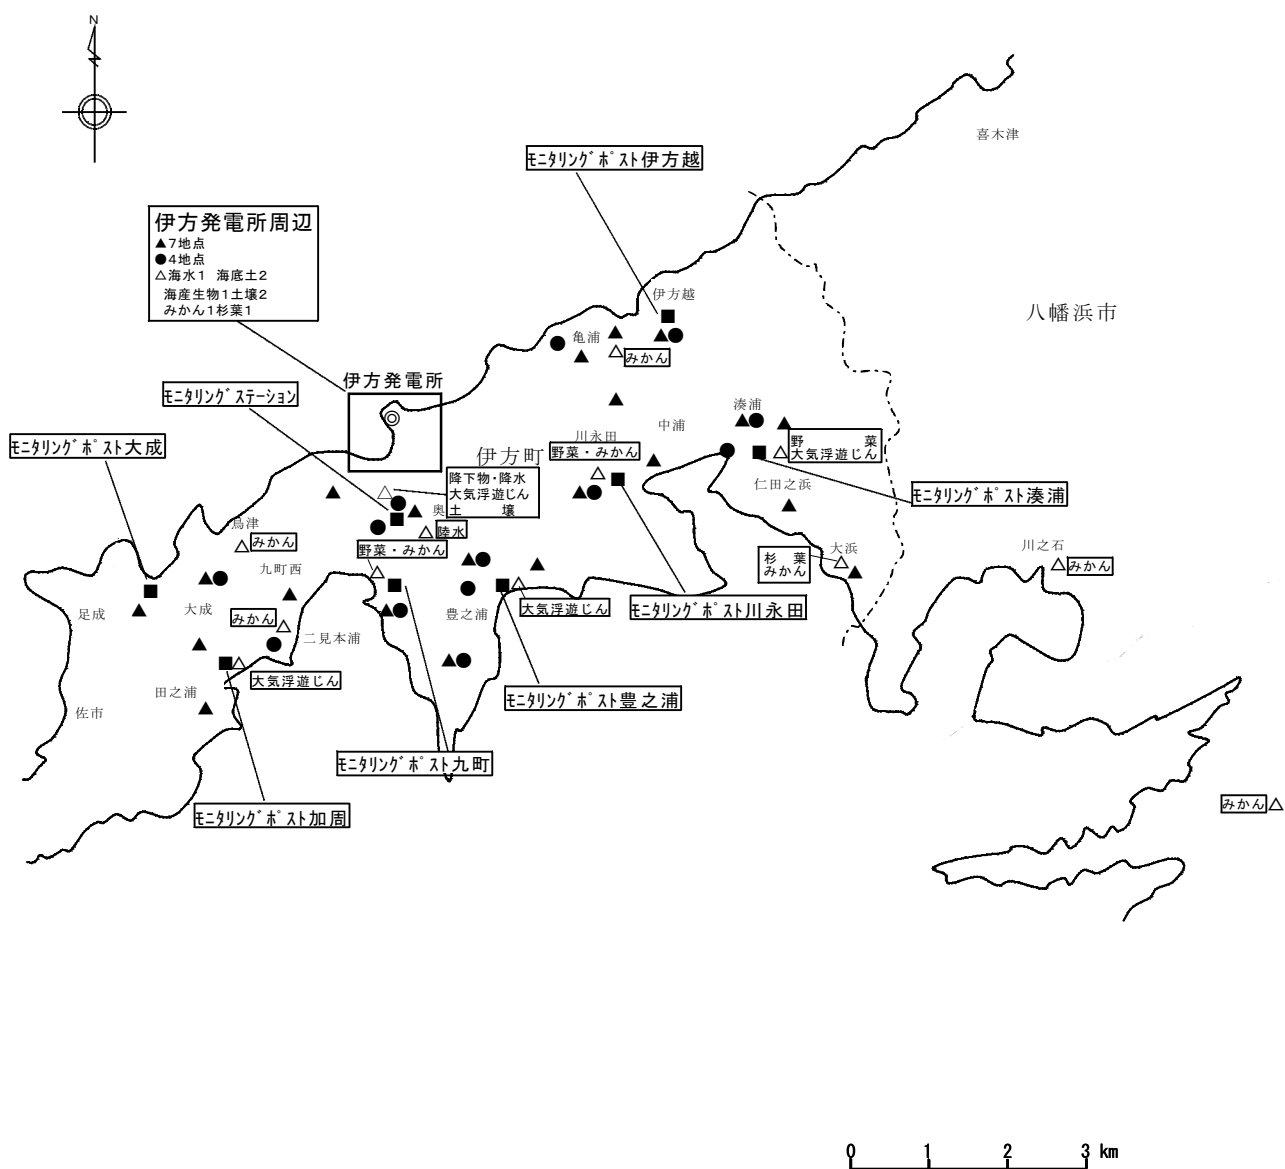 N
喜木津
モニタリングポスト伊方越
伊方発電所周辺
▲7地点
●4地点
△海水1 海底土2
海産生物1土壌2
みかん1杉葉1
伊方越
八幡浜市
亀浦
みかん
伊方発電所
モニタリングステーション
湊浦
中浦
川永田
野菜・みかん
野 菜
大気浮遊じん
モニタリングポスト大成
伊方町
降下物・降水
大気浮遊じん
土 壌
仁田之浜
モニタリングポスト湊浦
奥
陸水
鳥津
みかん
野菜・みかん
大浜
杉 葉
みかん
川之石
みかん
九町西
足成
大成
みかん
二見本浦
豊之浦
大気浮遊じん
モニタリングポスト川永田
大気浮遊じん
田之浦
佐市
モニタリングポスト豊之浦
モニタリングポスト九町
モニタリングポスト加周
みかん
0 1 2 3 km